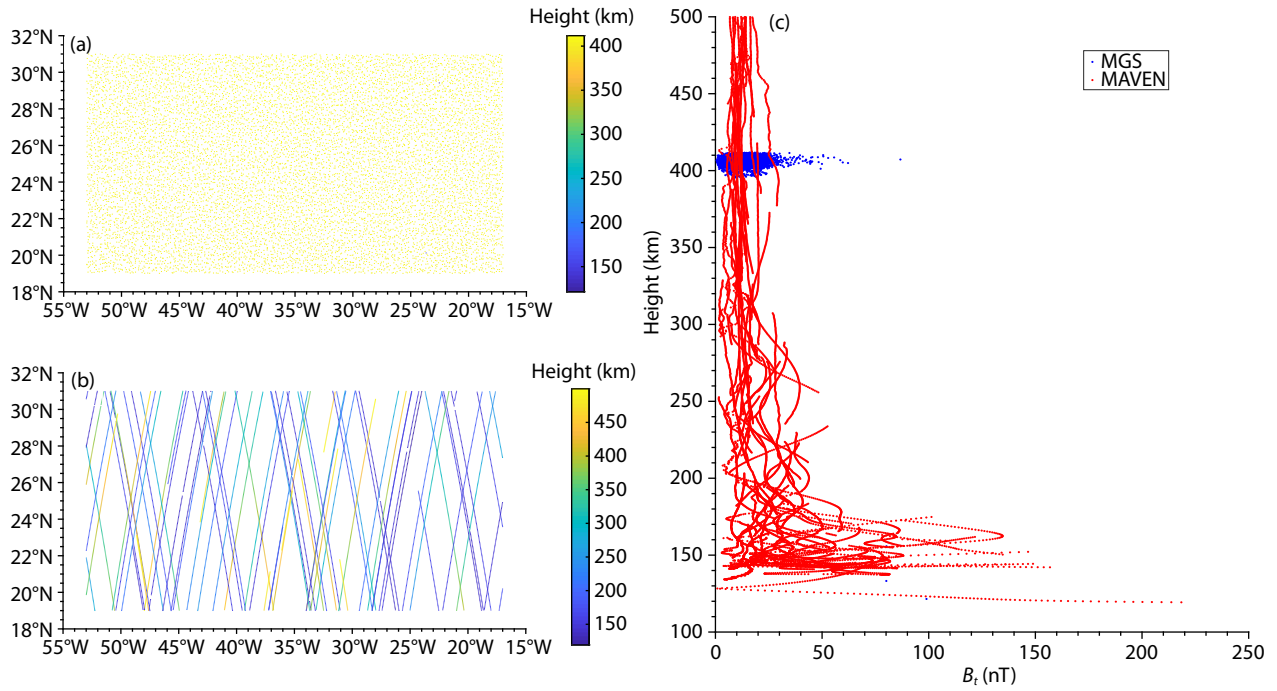 Height (km)
(a)
32°N
30°N
28°N
26°N
24°N
22°N
20°N
18°N
55°W 50°W 45°W 40°W 35°W 30°W 25°W 20°W 15°W
400
350
300
250
200
150
Height (km)
(b)
32°N
30°N
28°N
26°N
24°N
22°N
20°N
18°N
55°W 50°W 45°W 40°W 35°W 30°W 25°W 20°W 15°W
450
400
350
300
250
200
150
(c)
MGS
MAVEN
Height (km)
500
450
400
350
300
250
200
150
100
0 50 100 150 200 250
Bt (nT)